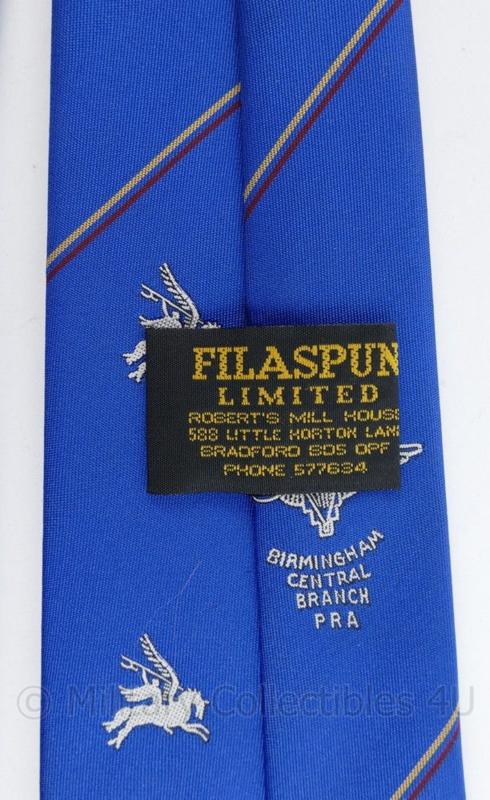 FILASPUN
LIMITED
ROBERT'S MILL HOUSE
588 LITTLE HORTON LANE
BRADFORD BD5 0PF
PHONE 577634
BIRMINGHAM
CENTRAL
BRANCH
PRA
© Military Collectibles 4U